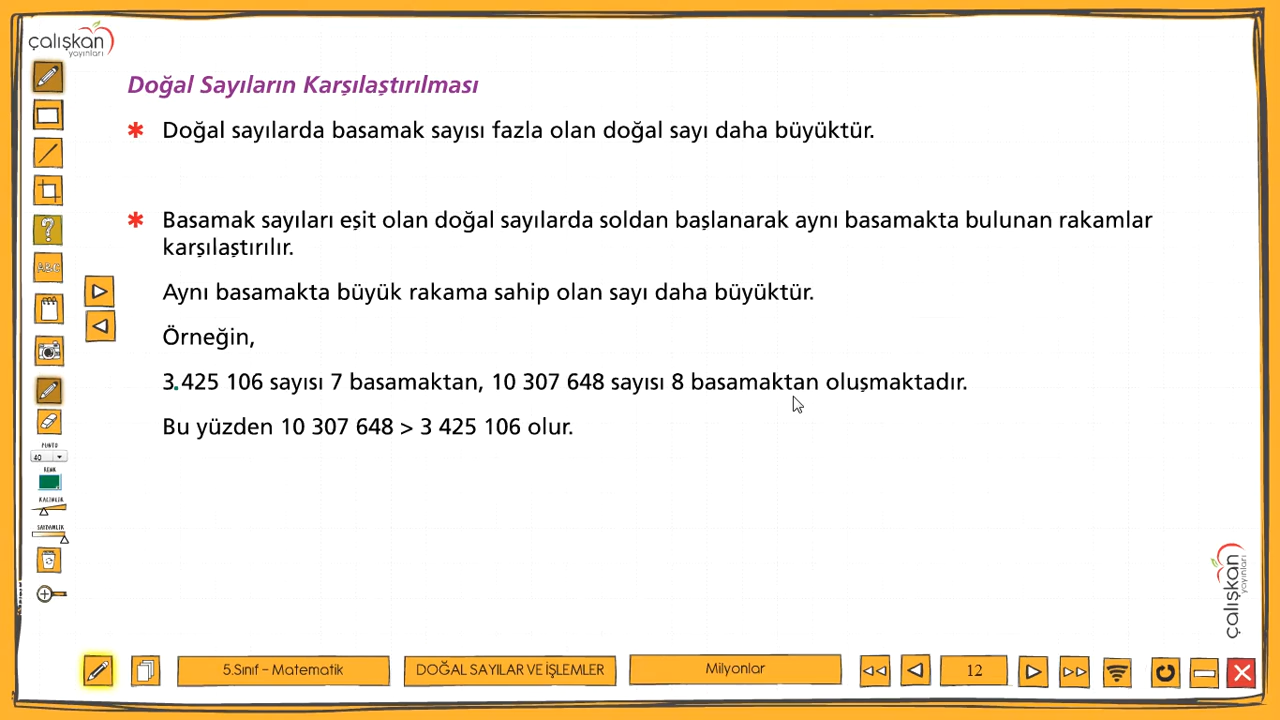 çalışkan
yayınları
Doğal Sayıların Karşılaştırılması
* Doğal sayılarda basamak sayısı fazla olan doğal sayı daha büyüktür.
* Basamak sayıları eşit olan doğal sayılarda soldan başlanarak aynı basamakta bulunan rakamlar
karşılaştırılır.
Aynı basamakta büyük rakama sahip olan sayı daha büyüktür.
Örneğin,
3.425 106 sayısı 7 basamaktan, 10 307 648 sayısı 8 basamaktan oluşmaktadır.
Bu yüzden 10 307 648 > 3 425 106 olur.
?
ABC
PUNTO
40
RENK
KALINLIK
SAYDAMLIK
çalışkan
yayınları
5.Sınıf - Matematik
DOĞAL SAYILAR VE İŞLEMLER
Milyonlar
12